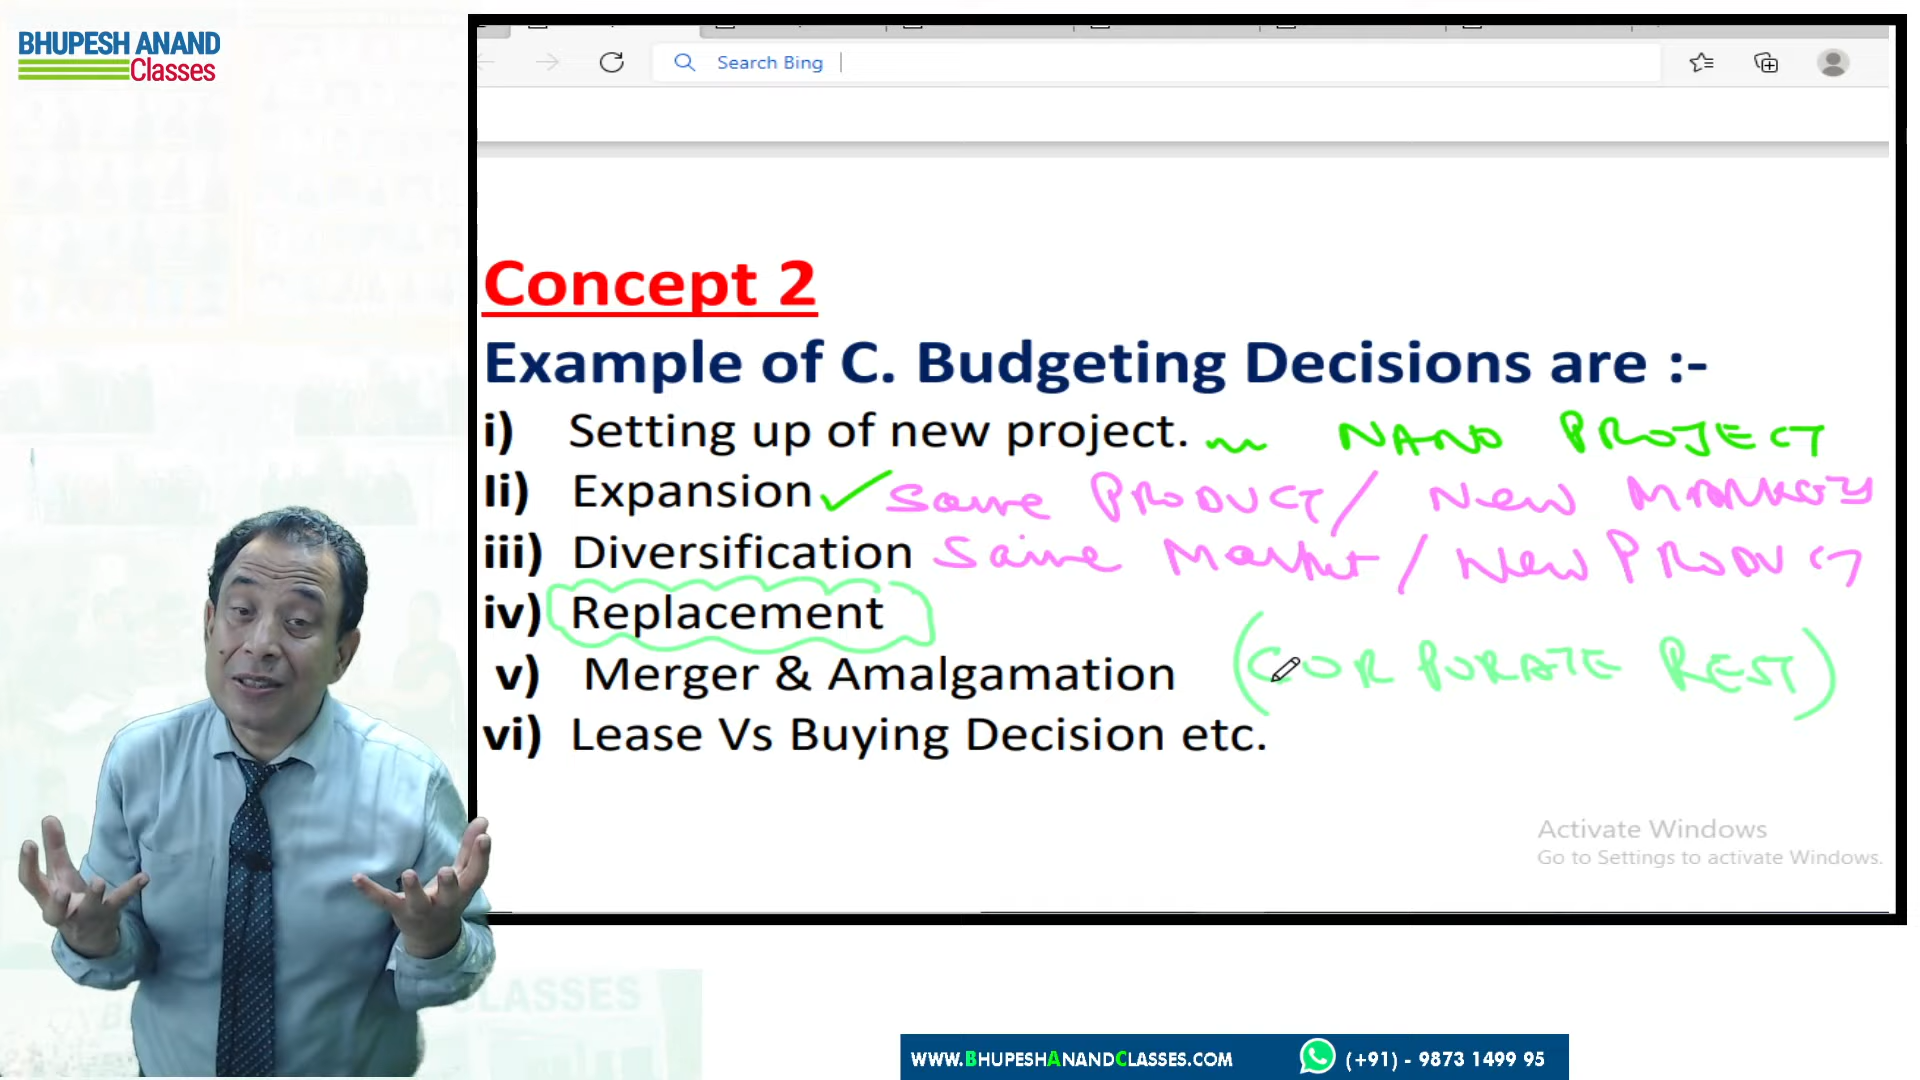 BHUPESH ANAND
Classes
Search Bing
Concept 2
Example of C. Budgeting Decisions are :-
i) Setting up of new project. NANO PROJECT
Ii) Expansion Same PRODUCT / New MARKET
iii) Diversification Same Market / New PRODUCT
iv) Replacement
v) Merger & Amalgamation (CORPORATE REST)
vi) Lease Vs Buying Decision etc.
Activate Windows
Go to Settings to activate Windows.
CLASSES
WWW.BHUPESHANANDCLASSES.COM (+91) - 9873 1499 95